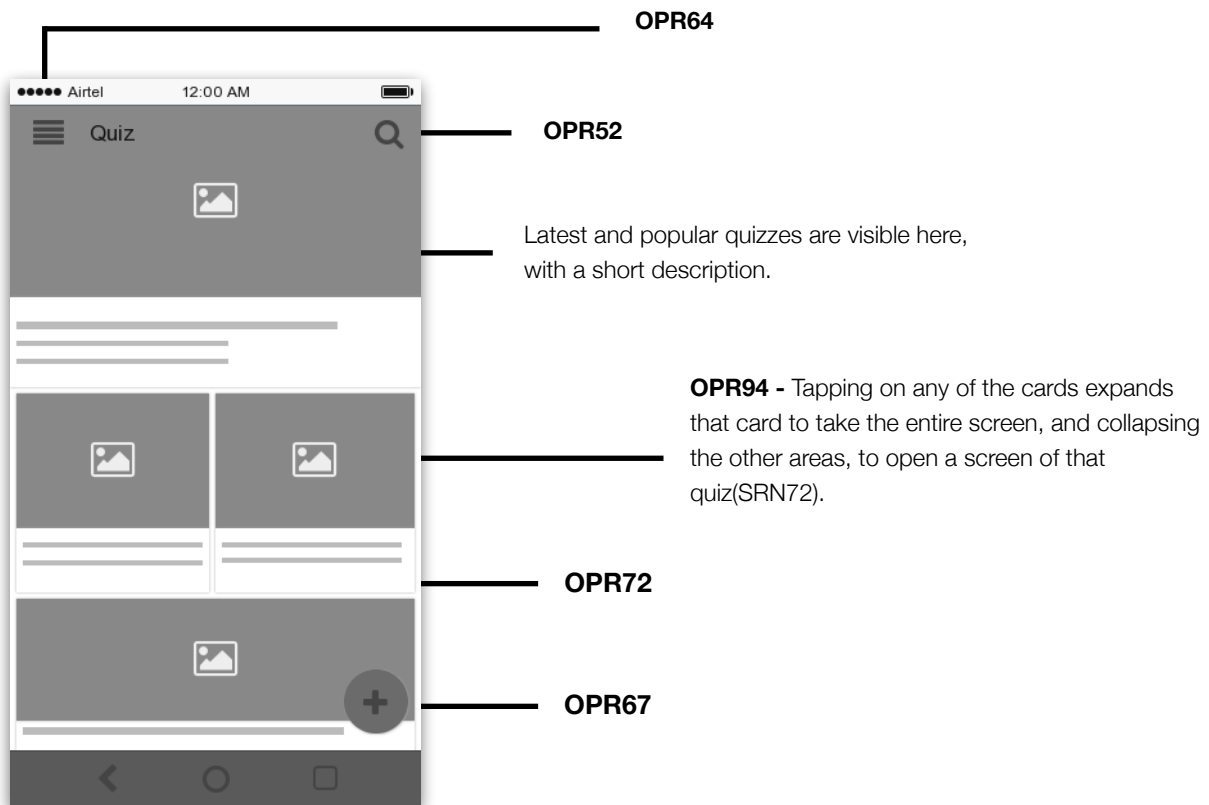 OPR64
Airtel 12:00 AM
Quiz
OPR52
Latest and popular quizzes are visible here,
with a short description.
OPR94 - Tapping on any of the cards expands
that card to take the entire screen, and collapsing
the other areas, to open a screen of that
quiz(SRN72).
OPR72
OPR67